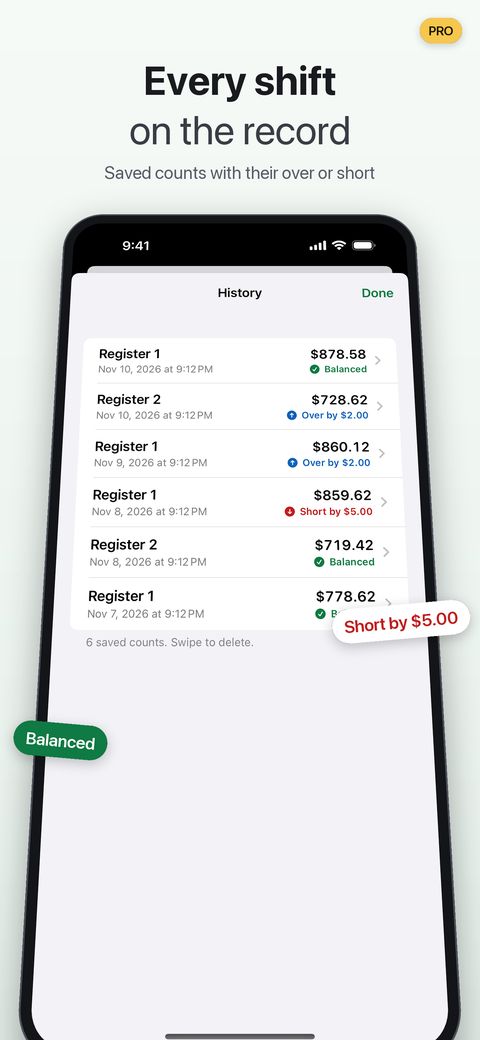 PRO
Every shift
on the record
Saved counts with their over or short
9:41
History
Done
Register 1
$878.58
Nov 10, 2026 at 9:12 PM
Balanced
Register 2
$728.62
Nov 10, 2026 at 9:12 PM
Over by $2.00
Register 1
$860.12
Nov 9, 2026 at 9:12 PM
Over by $2.00
Register 1
$859.62
Nov 8, 2026 at 9:12 PM
Short by $5.00
Register 2
$719.42
Nov 8, 2026 at 9:12 PM
Balanced
Register 1
$778.62
Nov 7, 2026 at 9:12 PM
Short by $5.00
6 saved counts. Swipe to delete.
Balanced